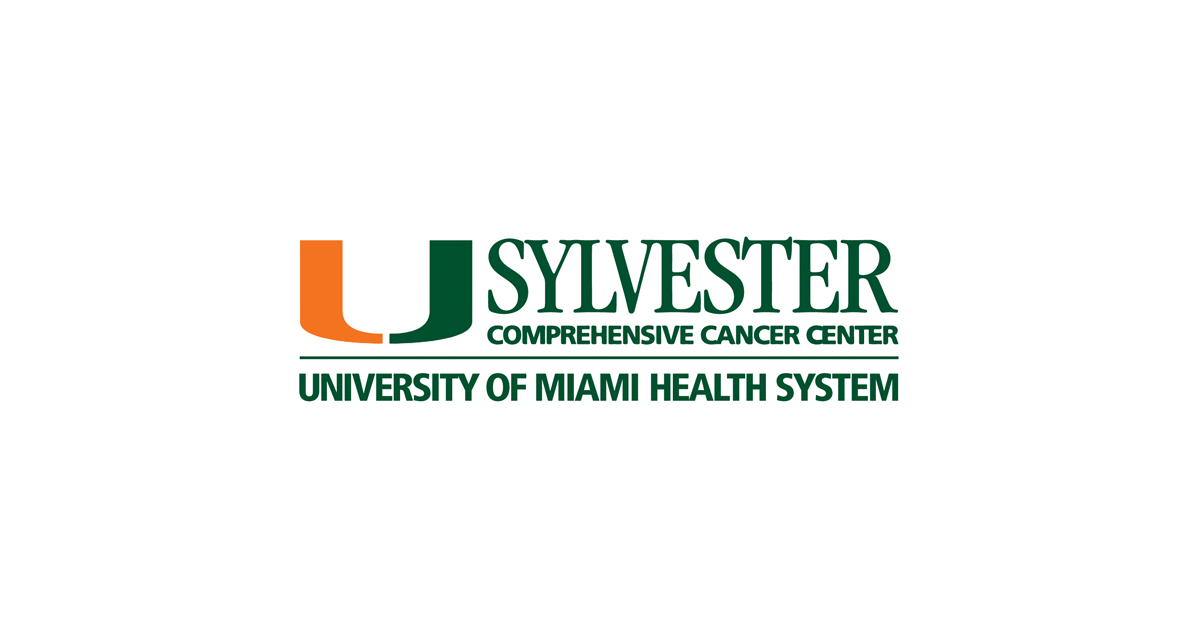 U SYLVESTER
COMPREHENSIVE CANCER CENTER
UNIVERSITY OF MIAMI HEALTH SYSTEM